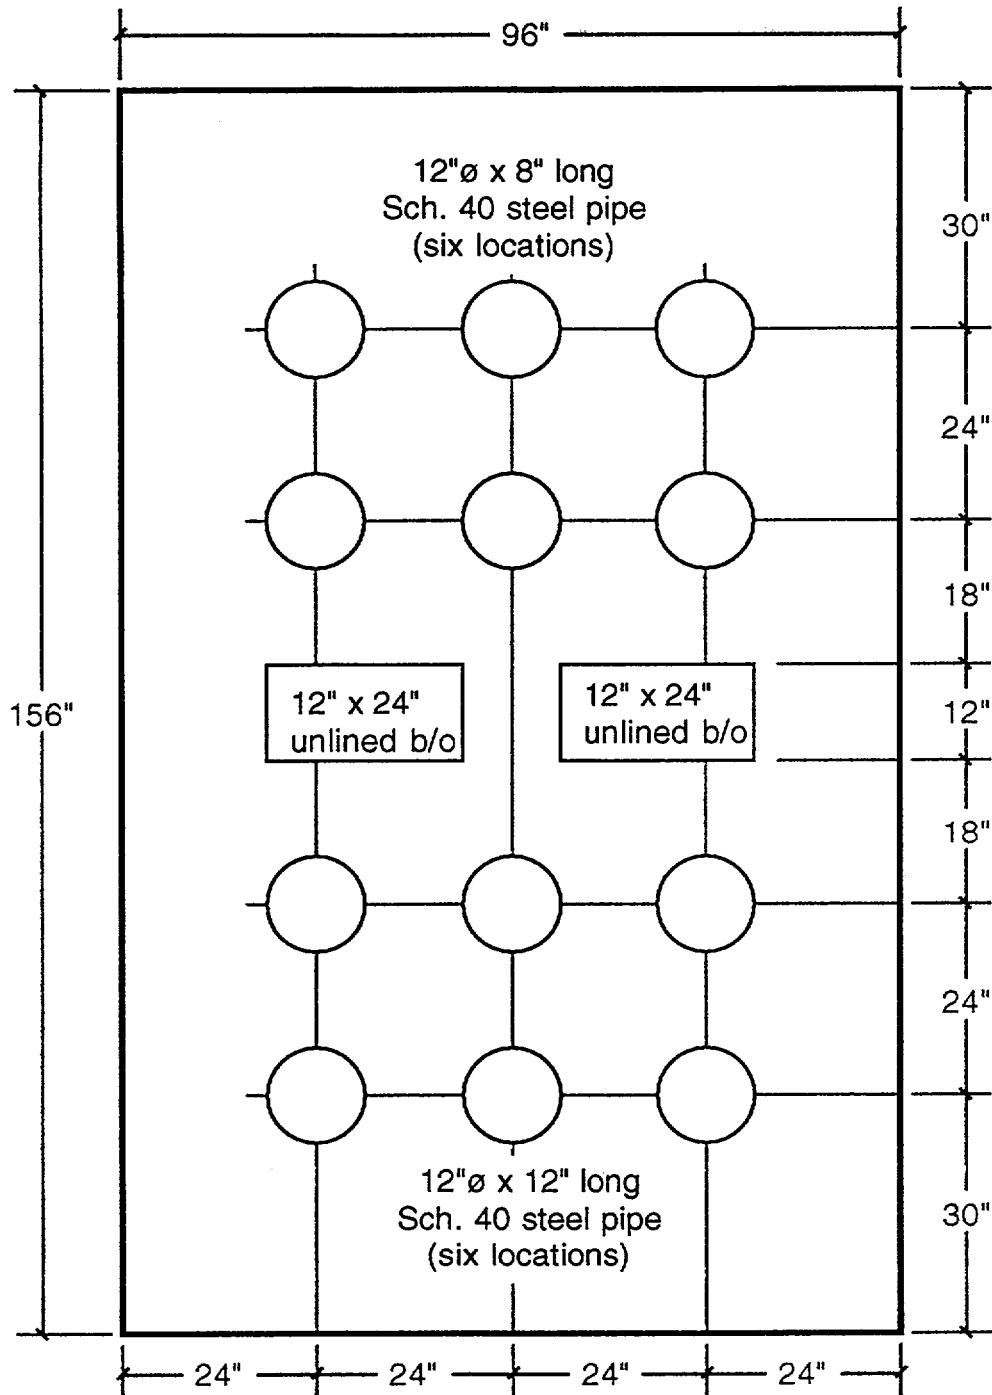 96"
12"ø x 8" long
Sch. 40 steel pipe
(six locations)
30"
24"
18"
12" x 24"
unlined b/o
12" x 24"
unlined b/o
156"
12"
18"
24"
12"ø x 12" long
Sch. 40 steel pipe
(six locations)
30"
24"
24"
24"
24"